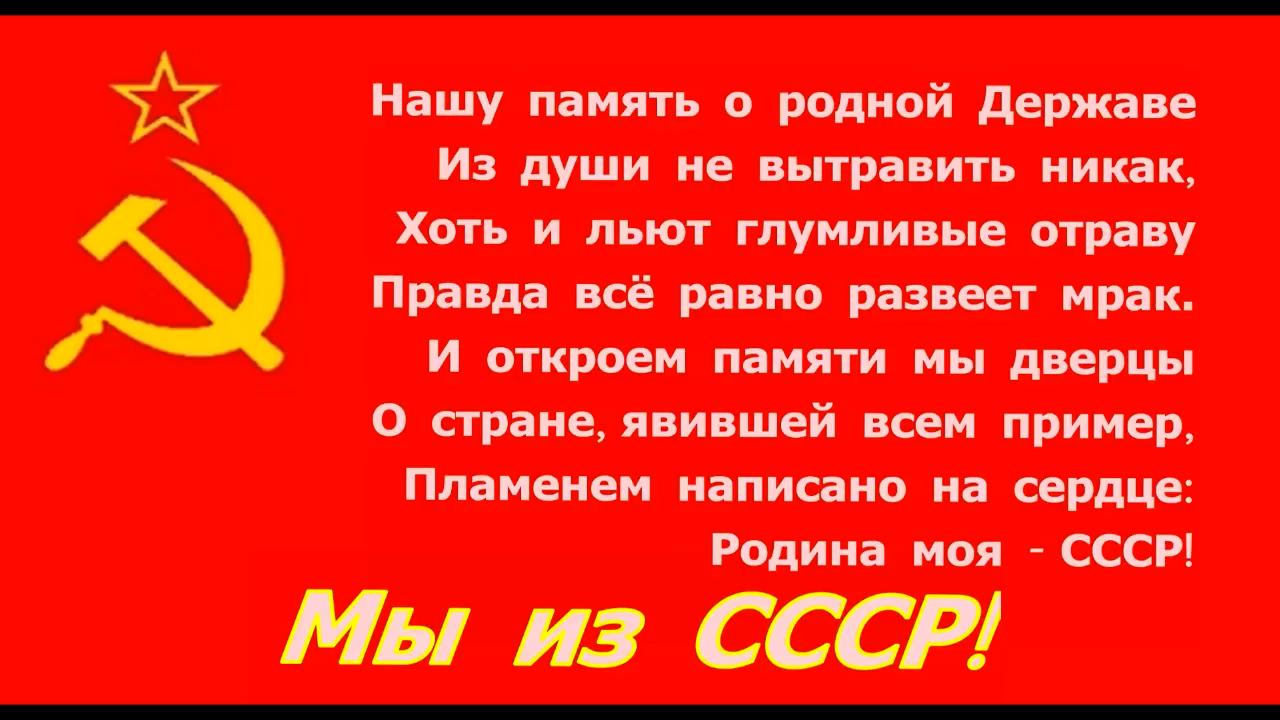 Нашу память о родной Державе
Из души не вытравить никак,
Хоть и льют глумливые отраву
Правда всё равно развеет мрак.
И откроем памяти мы дверцы
О стране, явившей всем пример,
Пламенем написано на сердце:
Родина моя - СССР!
Мы из СССР!